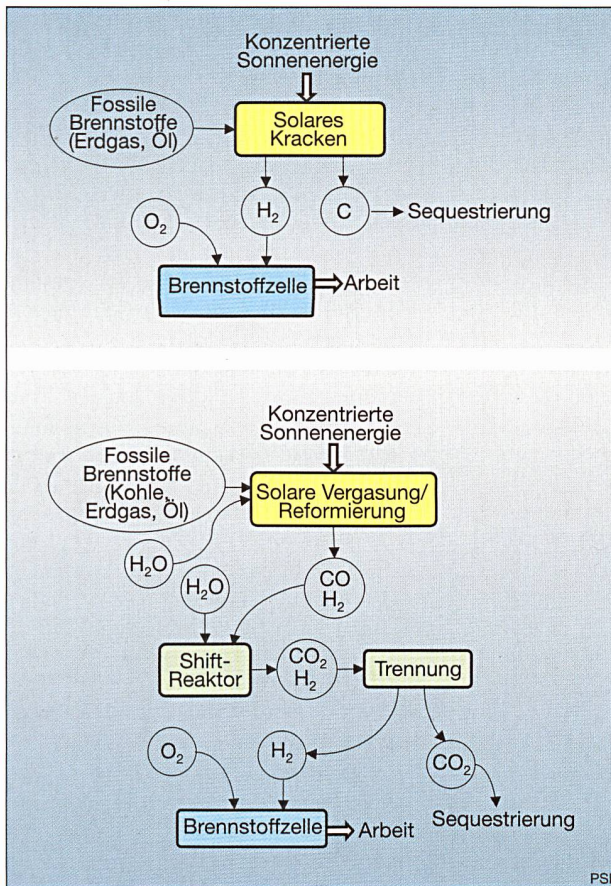 Konzentrierte
Sonnenenergie
Fossile
Brennstoffe
(Erdgas, Öl)
Solares
Kracken
O₂
H₂
C
Sequestrierung
Brennstoffzelle
Arbeit
Konzentrierte
Sonnenenergie
Fossile
Brennstoffe
(Kohle,
Erdgas, Öl)
Solare Vergasung/
Reformierung
H₂O
H₂O
CO
H₂
Shift-
Reaktor
CO₂
H₂
Trennung
O₂
H₂
CO₂
Brennstoffzelle
Arbeit
Sequestrierung
PSI